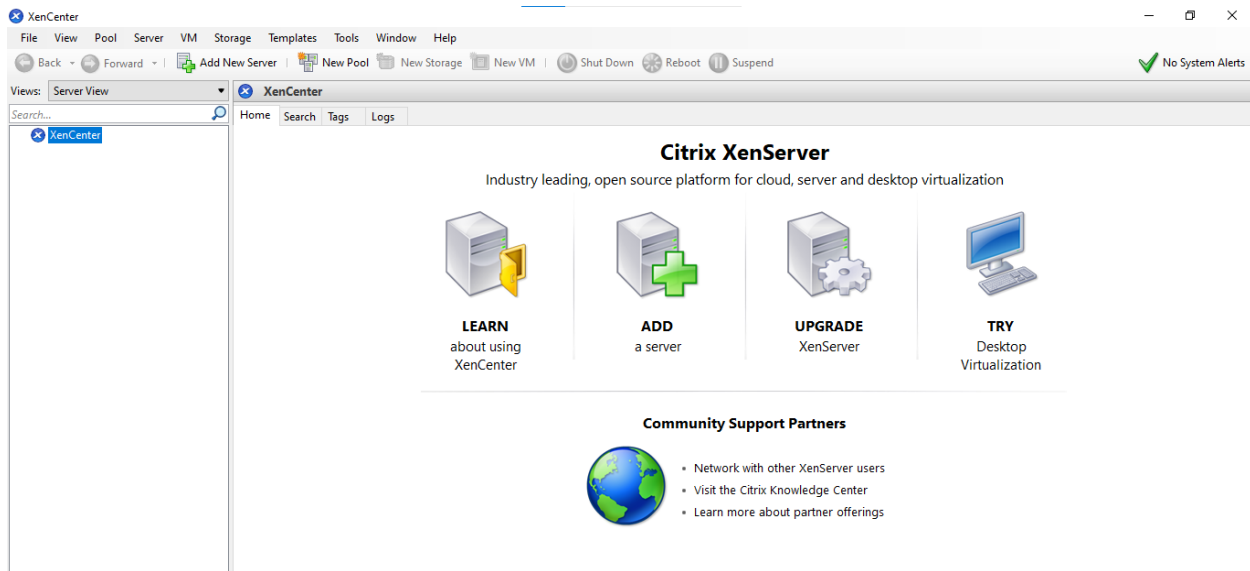 XenCenter
File View Pool Server VM Storage Templates Tools Window Help
Back Forward Add New Server New Pool New Storage New VM Shut Down Reboot Suspend No System Alerts
Views: Server View
XenCenter
Search...
Home Search Tags Logs
XenCenter
Citrix XenServer
Industry leading, open source platform for cloud, server and desktop virtualization
LEARN
about using
XenCenter
ADD
a server
UPGRADE
XenServer
TRY
Desktop
Virtualization
Community Support Partners
Network with other XenServer users
Visit the Citrix Knowledge Center
Learn more about partner offerings